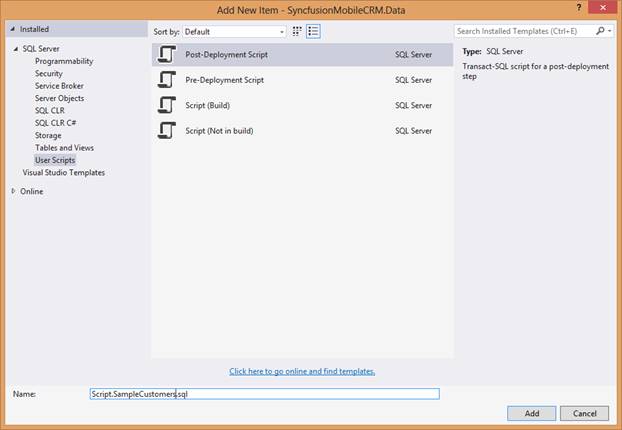 Add New Item - SyncfusionMobileCRM.Data
?
Installed
Sort by: Default
Search Installed Templates (Ctrl+E)
SQL Server
Programmability
Security
Service Broker
Server Objects
SQL CLR
SQL CLR C#
Storage
Tables and Views
User Scripts
Visual Studio Templates
Online
Post-Deployment Script SQL Server
Pre-Deployment Script SQL Server
Script (Build) SQL Server
Script (Not in build) SQL Server
Type: SQL Server
Transact-SQL script for a post-deployment
step
Click here to go online and find templates.
Name: Script.SampleCustomers.sql
Add Cancel